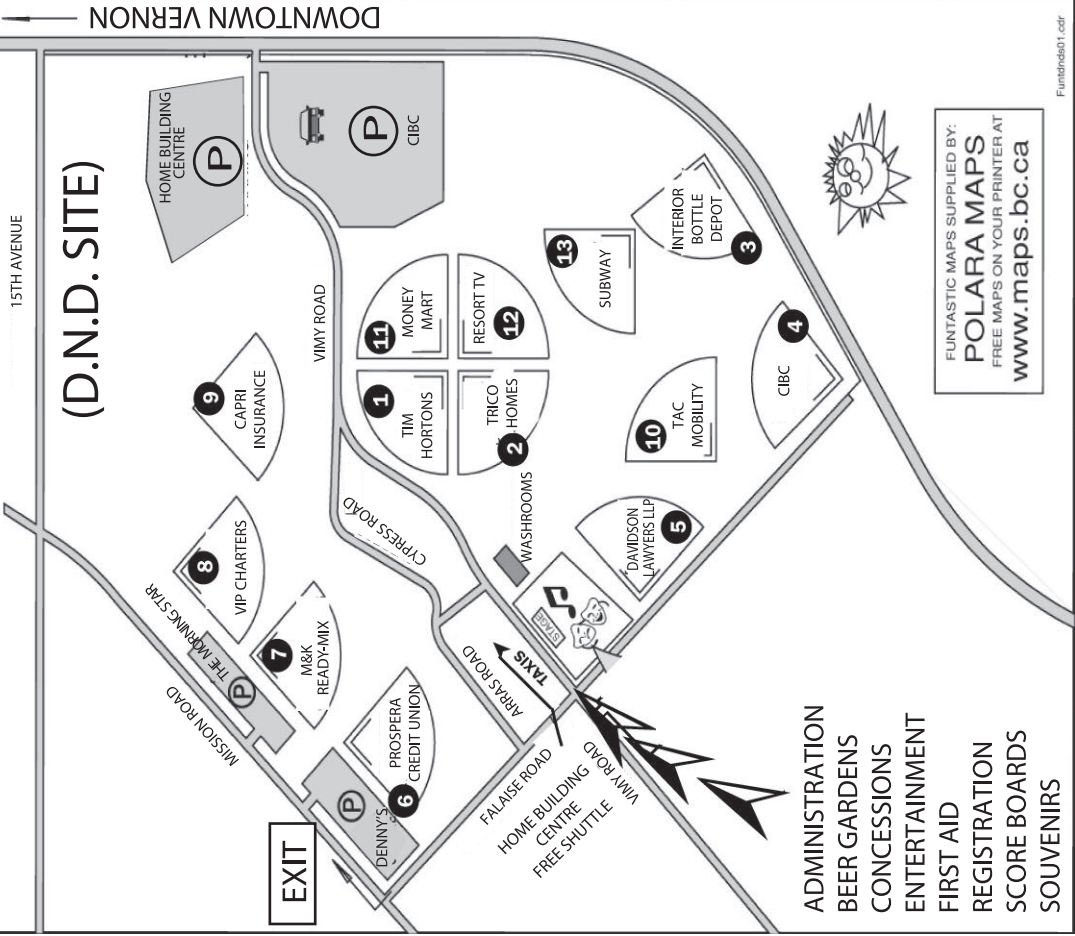 DOWNTOWN VERNON
15TH AVENUE
(D.N.D. SITE)
HOME BUILDING
CENTRE
P
P
CIBC
VIMY ROAD
9
CAPRI
INSURANCE
11
MONEY
MART
RESORT TV
12
1
TIM
HORTONS
TRICO
HOMES
2
13
SUBWAY
INTERIOR
BOTTLE
DEPOT
3
CIBC
4
10
TAC
MOBILITY
DAVIDSON
LAWYERS LLP
5
WASHROOMS
STAGE
CYPRESS ROAD
8
VIP CHARTERS
THE MORNING STAR
P
7
M&K
READY-MIX
MISSION ROAD
PROSPERA
CREDIT UNION
6
DENNY'S
P
EXIT
ARRAS ROAD
TAXIS
FALAISE ROAD
HOME BUILDING
CENTRE
FREE SHUTTLE
VIMY ROAD
ADMINISTRATION
BEER GARDENS
CONCESSIONS
ENTERTAINMENT
FIRST AID
REGISTRATION
SCORE BOARDS
SOUVENIRS
FUNTASTIC MAPS SUPPLIED BY:
POLARA MAPS
FREE MAPS ON YOUR PRINTER AT
www.maps.bc.ca
Funtdnds01.cdr